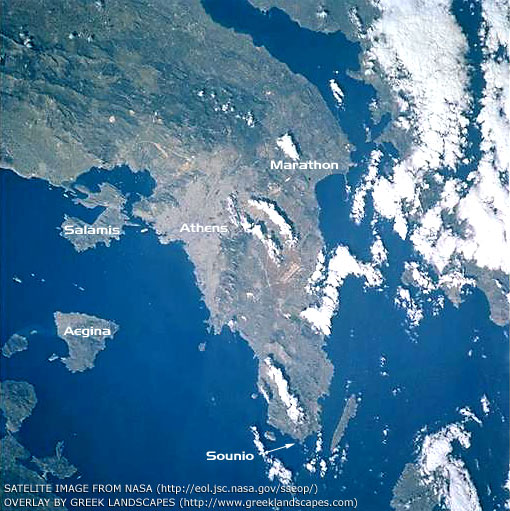 Marathon
Salamis
Athens
Aegina
Sounio
SATELITE IMAGE FROM NASA (http://eol.jsc.nasa.gov/sseop/)
OVERLAY BY GREEK LANDSCAPES (http://www.greeklandscapes.com)